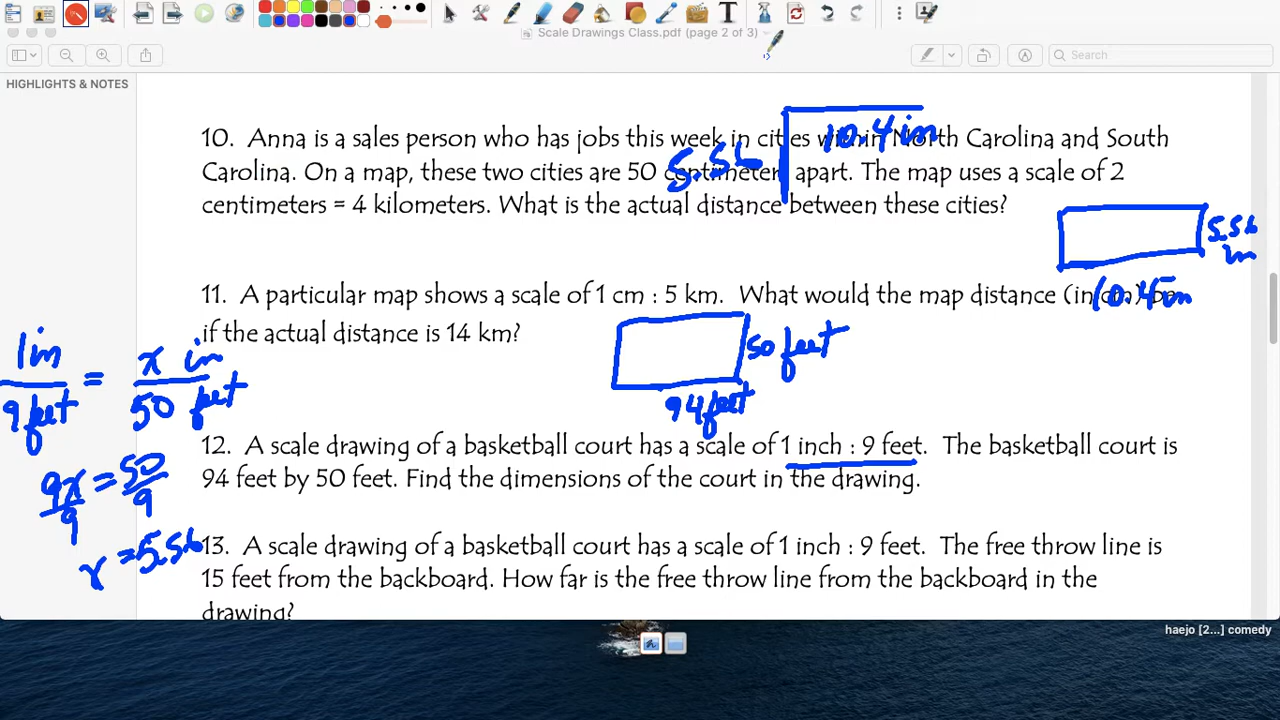 Scale Drawings Class.pdf (page 2 of 3)
Search
HIGHLIGHTS & NOTES
10. Anna is a sales person who has jobs this week in cities within North Carolina and South
Carolina. On a map, these two cities are 50 centimeters apart. The map uses a scale of 2
centimeters = 4 kilometers. What is the actual distance between these cities?
10.4 in
5.56
5.56
in
10.4 in
11. A particular map shows a scale of 1 cm : 5 km. What would the map distance (in cm)
if the actual distance is 14 km?
50 feet
94 feet
1in = x in
9 feet 50 feet
9x = 50
9 9
x = 5.56
12. A scale drawing of a basketball court has a scale of 1 inch : 9 feet. The basketball court is
94 feet by 50 feet. Find the dimensions of the court in the drawing.
13. A scale drawing of a basketball court has a scale of 1 inch : 9 feet. The free throw line is
15 feet from the backboard. How far is the free throw line from the backboard in the
drawing?
haejo [2...] comedy